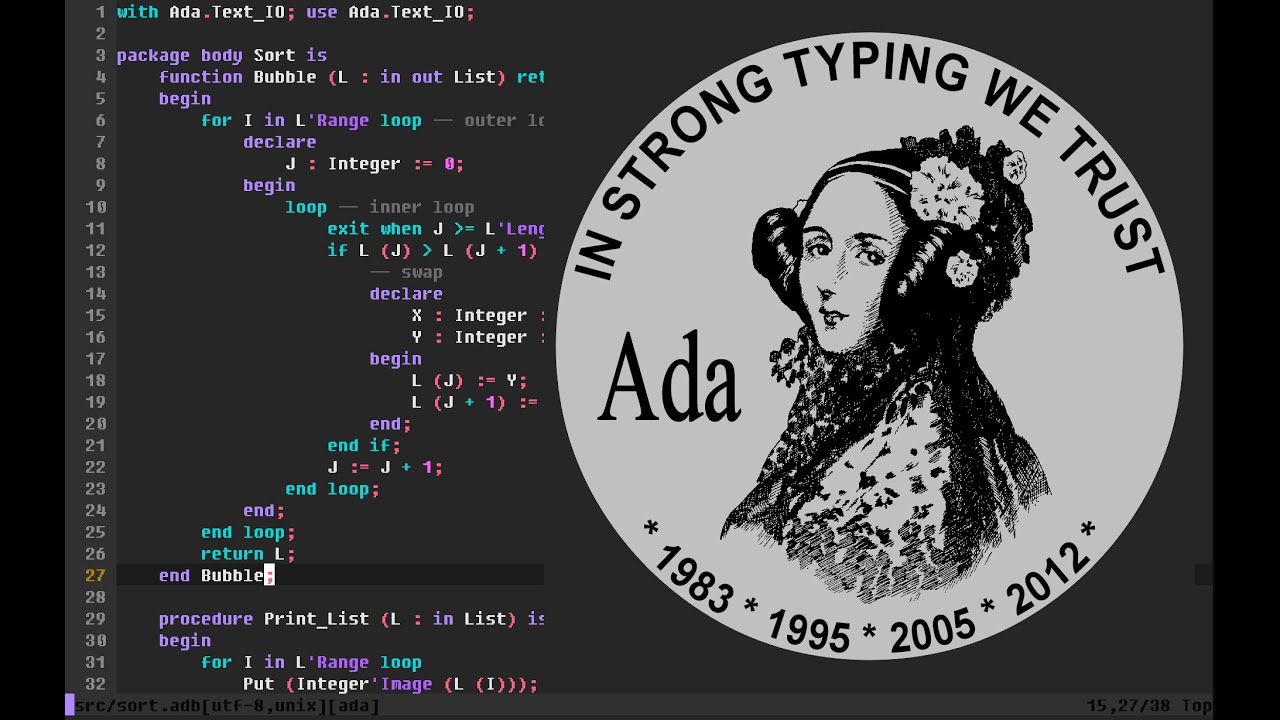 1 with Ada.Text_IO; use Ada.Text_IO;
2
3 package body Sort is
4 function Bubble (L : in out List) ret
5 begin
6 for I in L'Range loop -- outer lo
7 declare
8 J : Integer := 0;
9 begin
10 loop -- inner loop
11 exit when J >= L'Leng
12 if L (J) > L (J + 1)
13 -- swap
14 declare
15 X : Integer :
16 Y : Integer :
17 begin
18 L (J) := Y;
19 L (J + 1) :=
20 end;
21 end if;
22 J := J + 1;
23 end loop;
24 end;
25 end loop;
26 return L;
27 end Bubble;
28
29 procedure Print_List (L : in List) is
30 begin
31 for I in L'Range loop
32 Put (Integer'Image (L (I)));
src/sort.adb[utf-8,unix][ada] 15,27/38 Top
IN STRONG TYPING WE TRUST
Ada
* 1983 * 1995 * 2005 * 2012 *